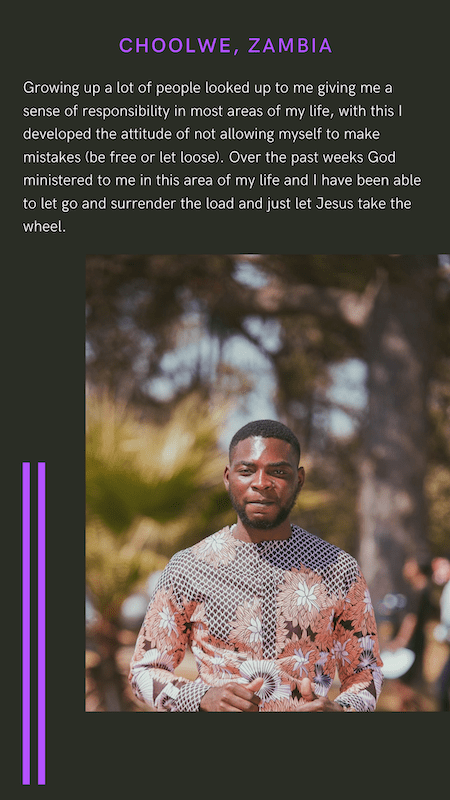 CHOOLWE, ZAMBIA
Growing up a lot of people looked up to me giving me a
sense of responsibility in most areas of my life, with this I
developed the attitude of not allowing myself to make
mistakes (be free or let loose). Over the past weeks God
ministered to me in this area of my life and I have been able
to let go and surrender the load and just let Jesus take the
wheel.